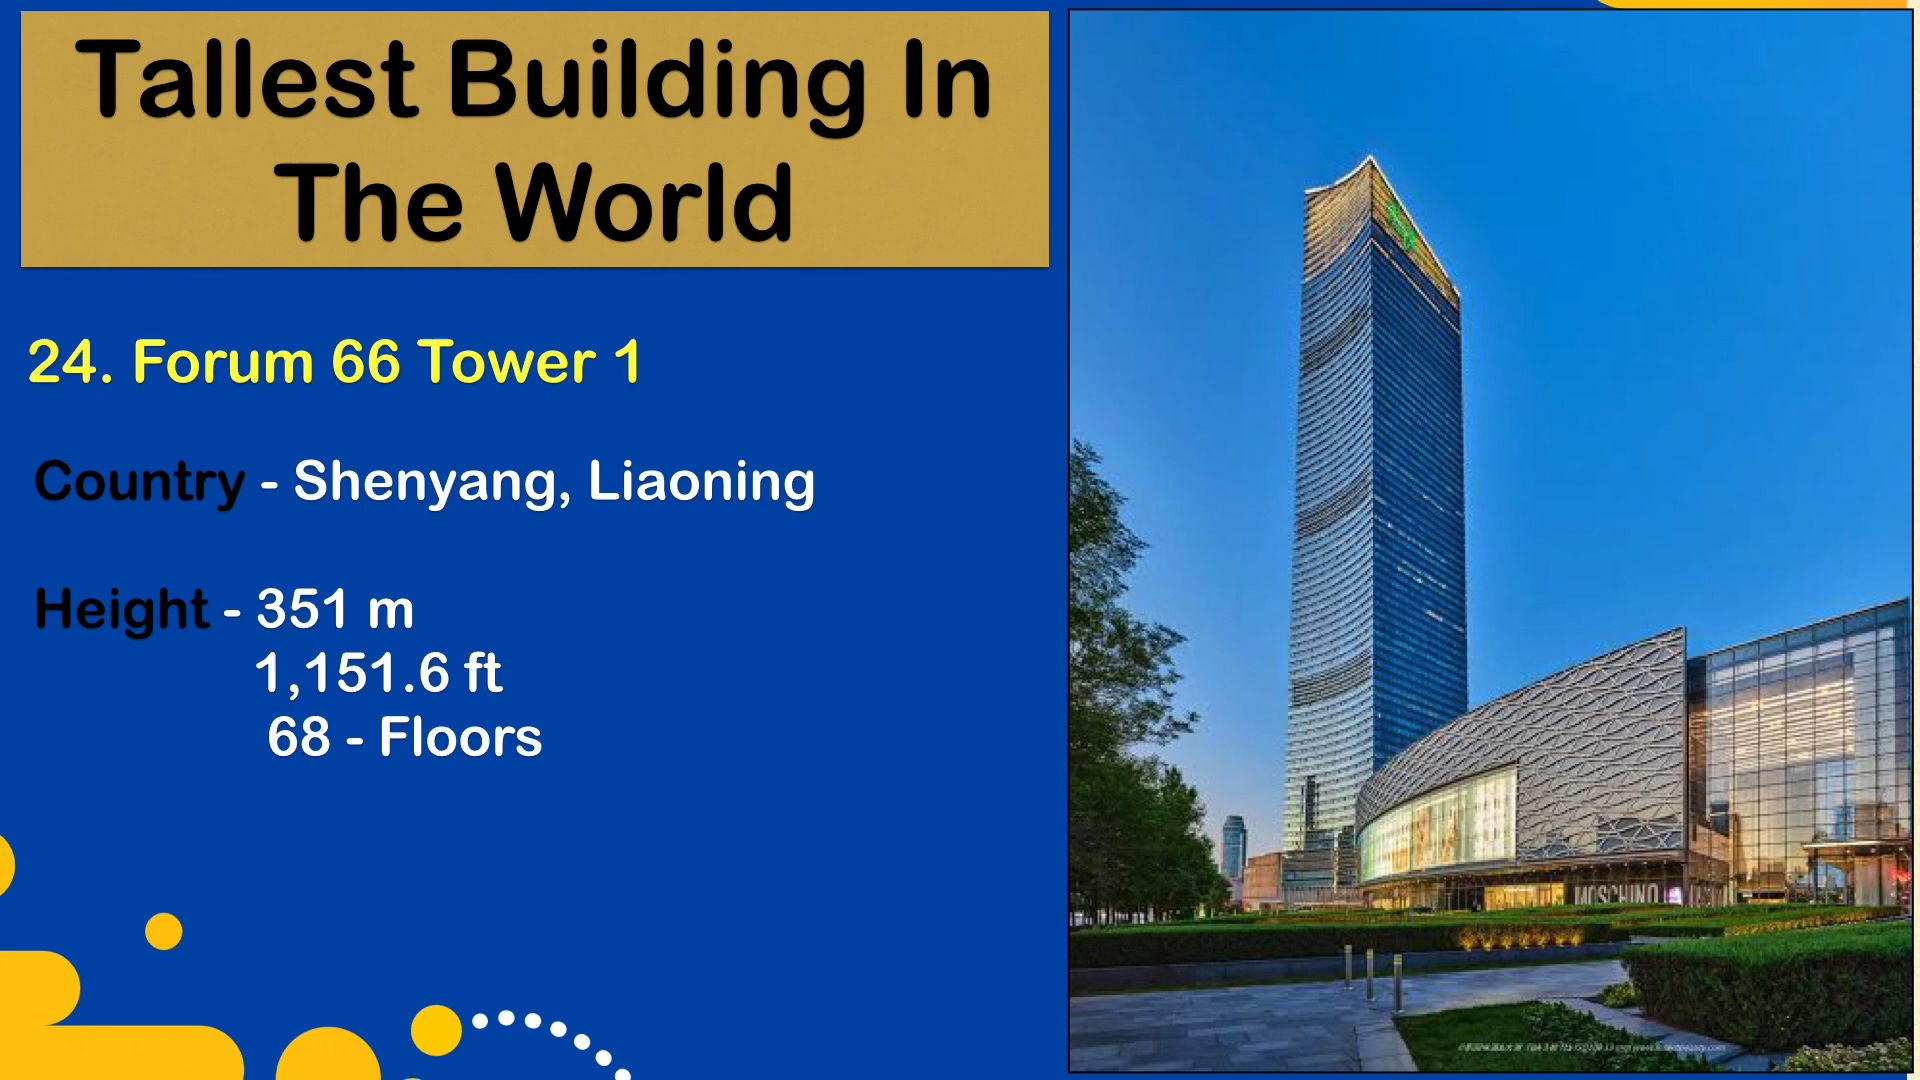 Tallest Building In
The World
24. Forum 66 Tower 1
Country - Shenyang, Liaoning
Height - 351 m
1,151.6 ft
68 - Floors
MOSCHINO